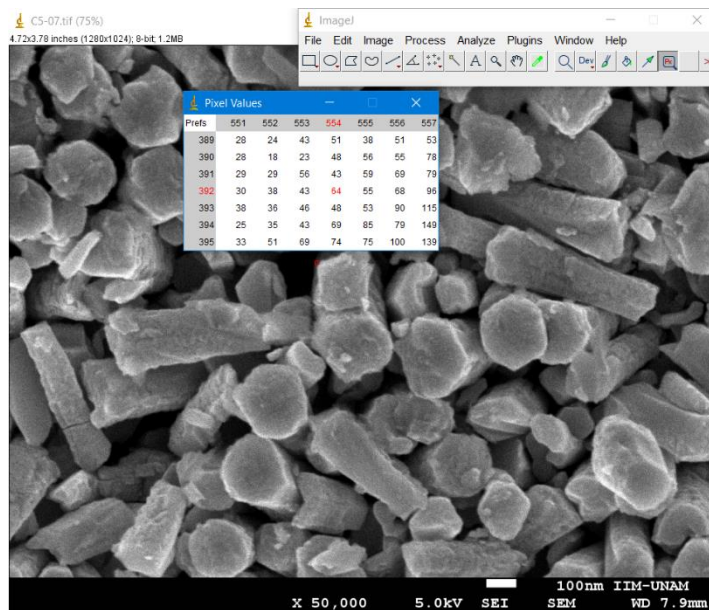 C5-07.tif (75%)
4.72x3.78 inches (1280x1024); 8-bit; 1.2MB
ImageJ
File Edit Image Process Analyze Plugins Window Help
A Dev Px >
Pixel Values
Prefs 551 552 553 554 555 556 557
389 28 24 43 51 38 51 53
390 28 18 23 48 56 55 78
391 29 29 56 43 59 69 79
392 30 38 43 64 55 68 96
393 38 36 46 48 53 90 115
394 25 35 43 69 85 79 149
395 33 51 69 74 75 100 139
100nm IIM-UNAM
X 50,000 5.0kV SEI SEM WD 7.9mm